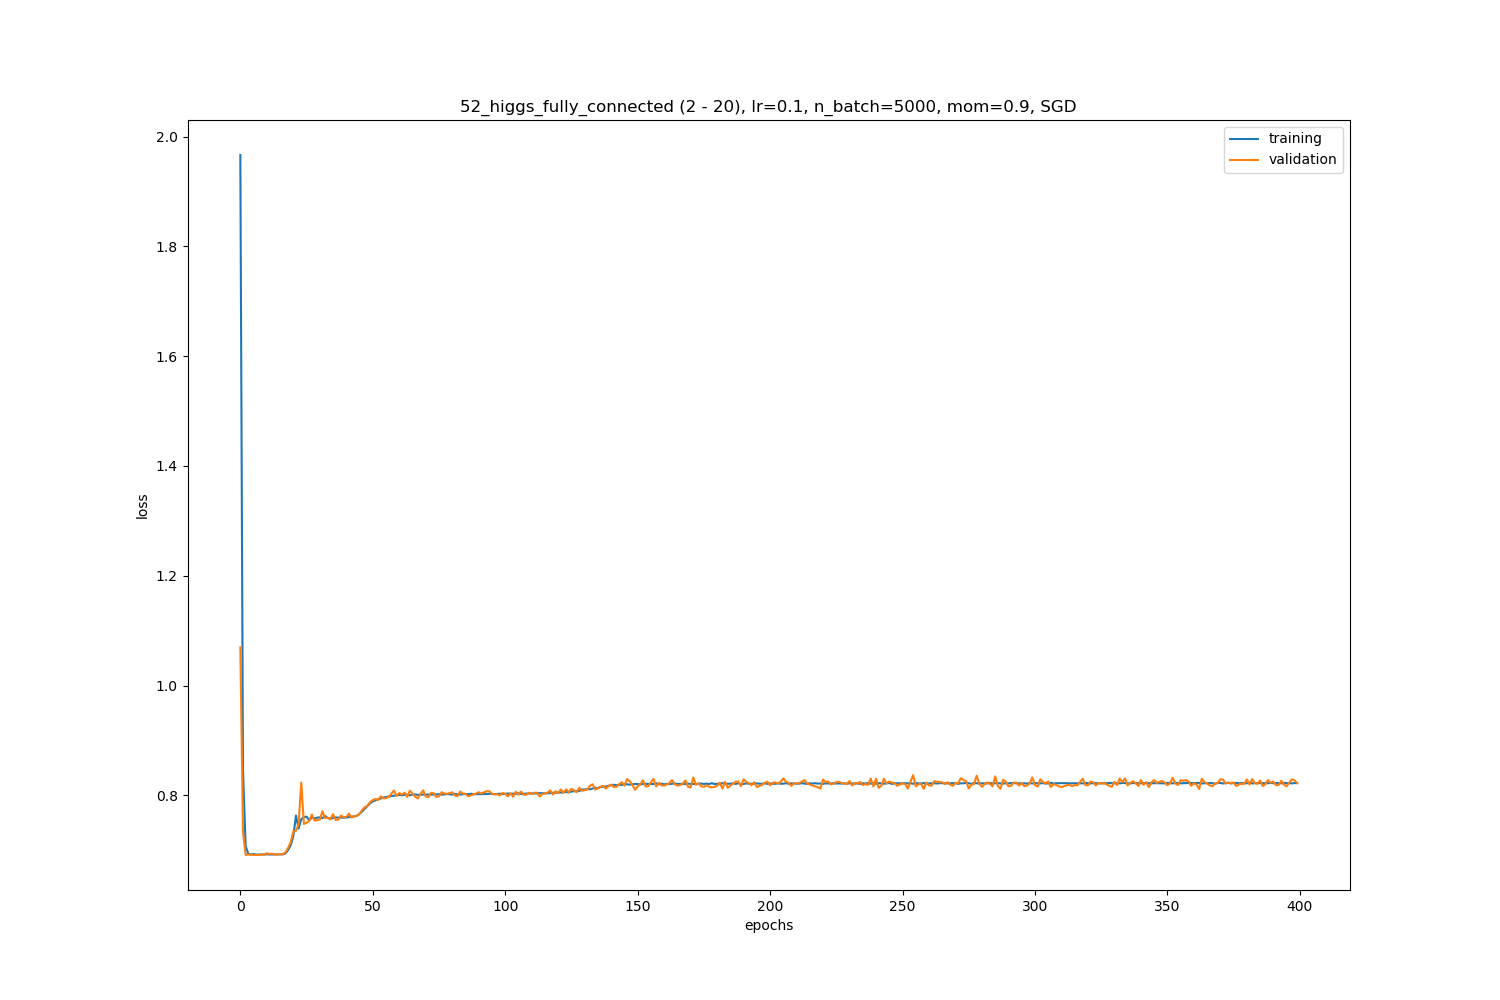 52_higgs_fully_connected (2 - 20), lr=0.1, n_batch=5000, mom=0.9, SGD
training
validation
2.0
1.8
1.6
1.4
1.2
1.0
0.8
loss
0 50 100 150 200 250 300 350 400
epochs